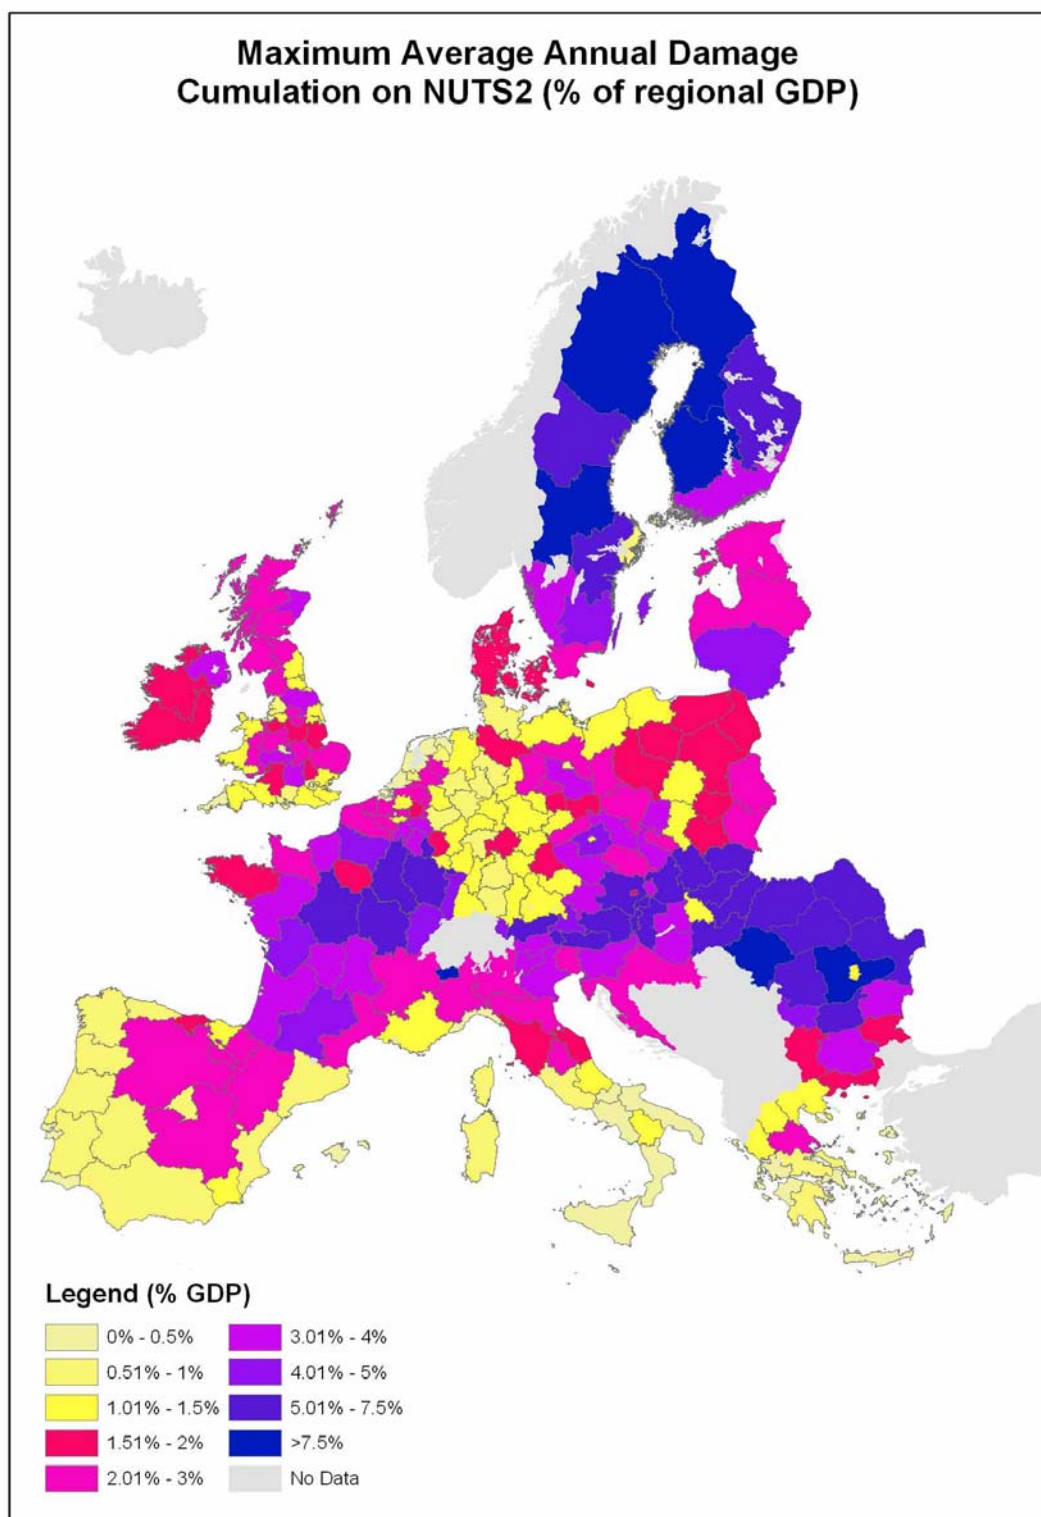 Maximum Average Annual Damage
Cumulation on NUTS2 (% of regional GDP)
Legend (% GDP)
0% - 0.5%
0.51% - 1%
1.01% - 1.5%
1.51% - 2%
2.01% - 3%
3.01% - 4%
4.01% - 5%
5.01% - 7.5%
>7.5%
No Data